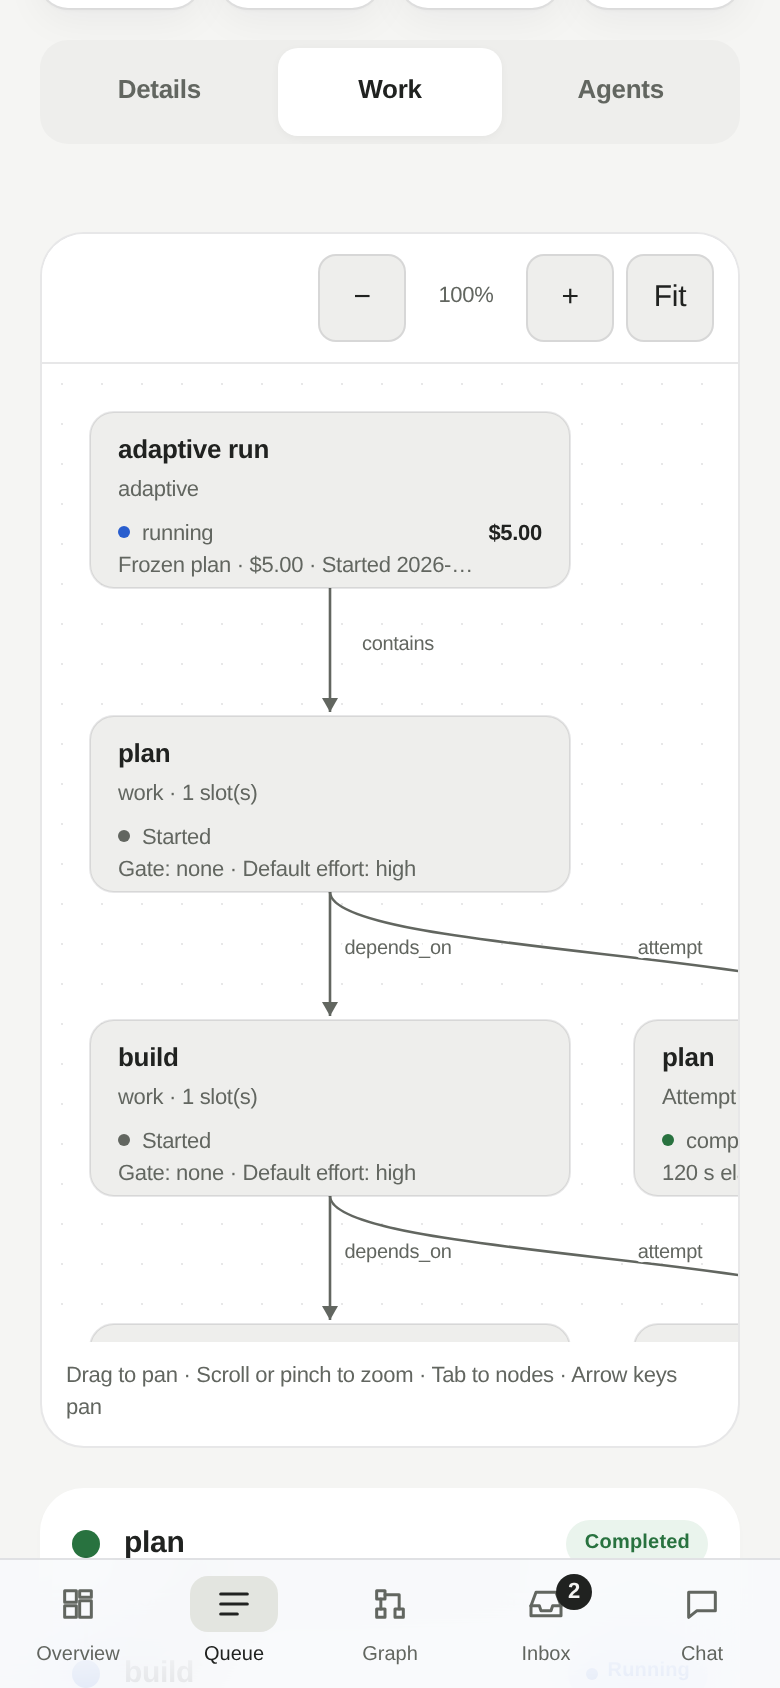 Details Work Agents
− 100% + Fit
adaptive run
adaptive
running $5.00
Frozen plan · $5.00 · Started 2026-…
contains
plan
work · 1 slot(s)
Started
Gate: none · Default effort: high
depends_on attempt
build plan
work · 1 slot(s) Attempt
Started comp
Gate: none · Default effort: high 120 s el
depends_on attempt
Drag to pan · Scroll or pinch to zoom · Tab to nodes · Arrow keys
pan
plan Completed
2
Overview Queue Graph Inbox Chat
build Running